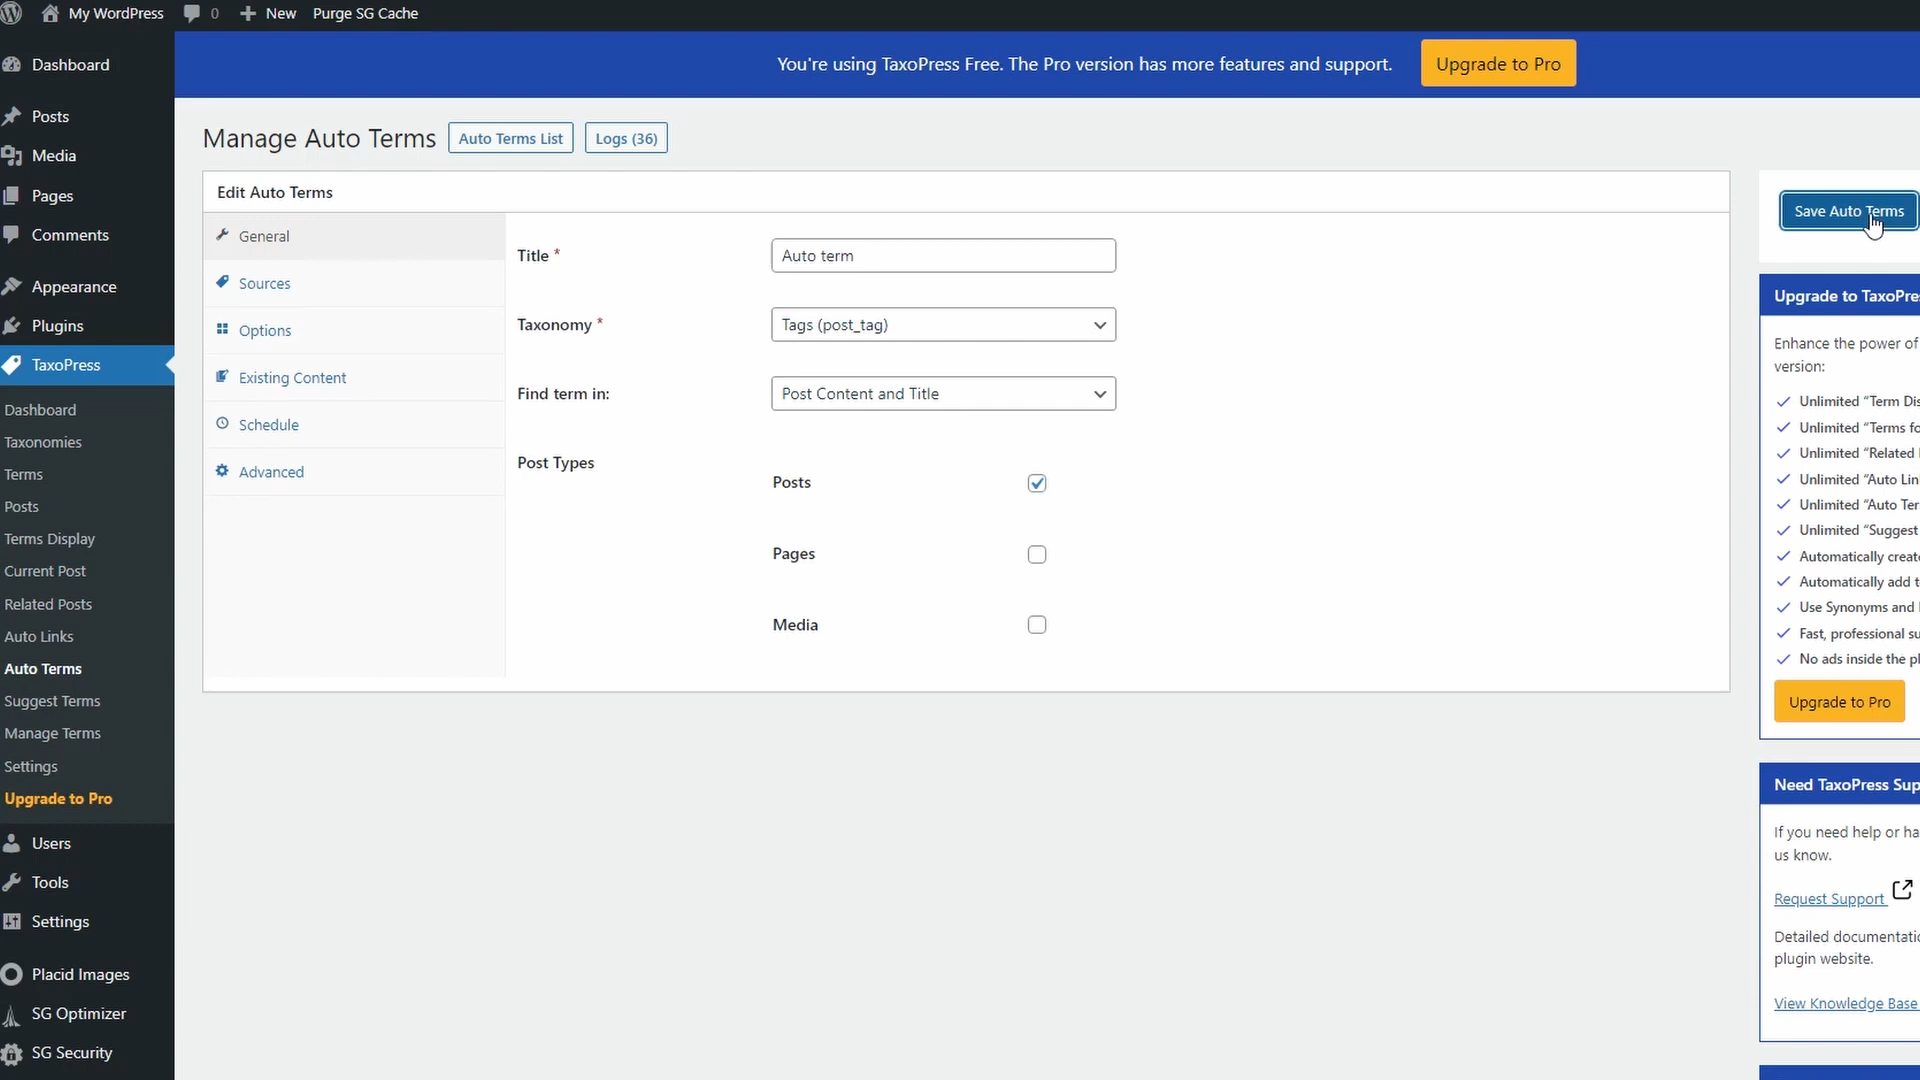 My WordPress
0
New
Purge SG Cache
Dashboard
Posts
Media
Pages
Comments
Appearance
Plugins
TaxoPress
Dashboard
Taxonomies
Terms
Posts
Terms Display
Current Post
Related Posts
Auto Links
Auto Terms
Suggest Terms
Manage Terms
Settings
Upgrade to Pro
Users
Tools
Settings
Placid Images
SG Optimizer
SG Security
You're using TaxoPress Free. The Pro version has more features and support.
Upgrade to Pro
Manage Auto Terms
Auto Terms List
Logs (36)
Edit Auto Terms
General
Sources
Options
Existing Content
Schedule
Advanced
Title *
Auto term
Taxonomy *
Tags (post_tag)
Find term in:
Post Content and Title
Post Types
Posts
Pages
Media
Save Auto Terms
Upgrade to TaxoPre
Enhance the power of
version:
Unlimited “Term Dis
Unlimited “Terms fo
Unlimited “Related
Unlimited “Auto Lin
Unlimited “Auto Ter
Unlimited “Suggest
Automatically create
Automatically add t
Use Synonyms and
Fast, professional su
No ads inside the pl
Upgrade to Pro
Need TaxoPress Sup
If you need help or ha
us know.
Request Support
Detailed documentatio
plugin website.
View Knowledge Base